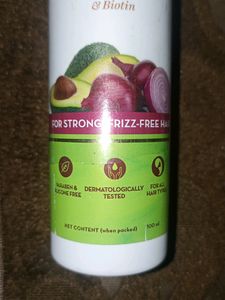 & Biotin
FOR STRONG, FRIZZ-FREE
PARABEN &
SILICONE FREE
DERMATOLOGICALLY
TESTED
FOR ALL
HAIR TYPES
NET CONTENT (when packed)
100 ml